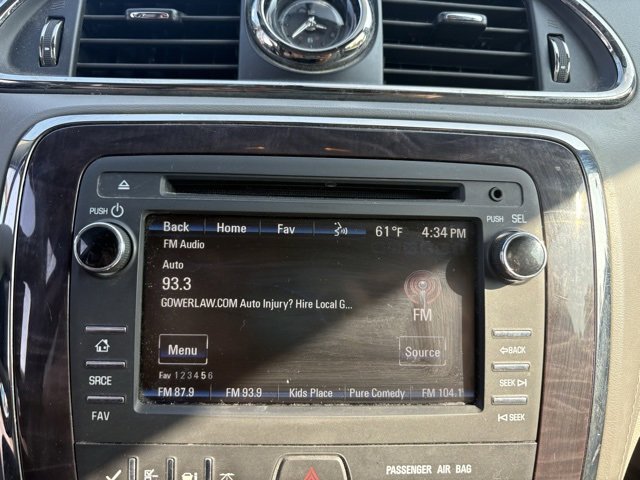 PUSH
PUSH SEL
Back Home Fav 61°F 4:34 PM
FM Audio
Auto
93.3
GOWERLAW.COM Auto Injury? Hire Local G...
FM
Menu
Source
Fav 1 2 3 4 5 6
FM 87.9 FM 93.9 Kids Place Pure Comedy FM 104.1
SRCE
FAV
BACK
SEEK
SEEK
PASSENGER AIR BAG